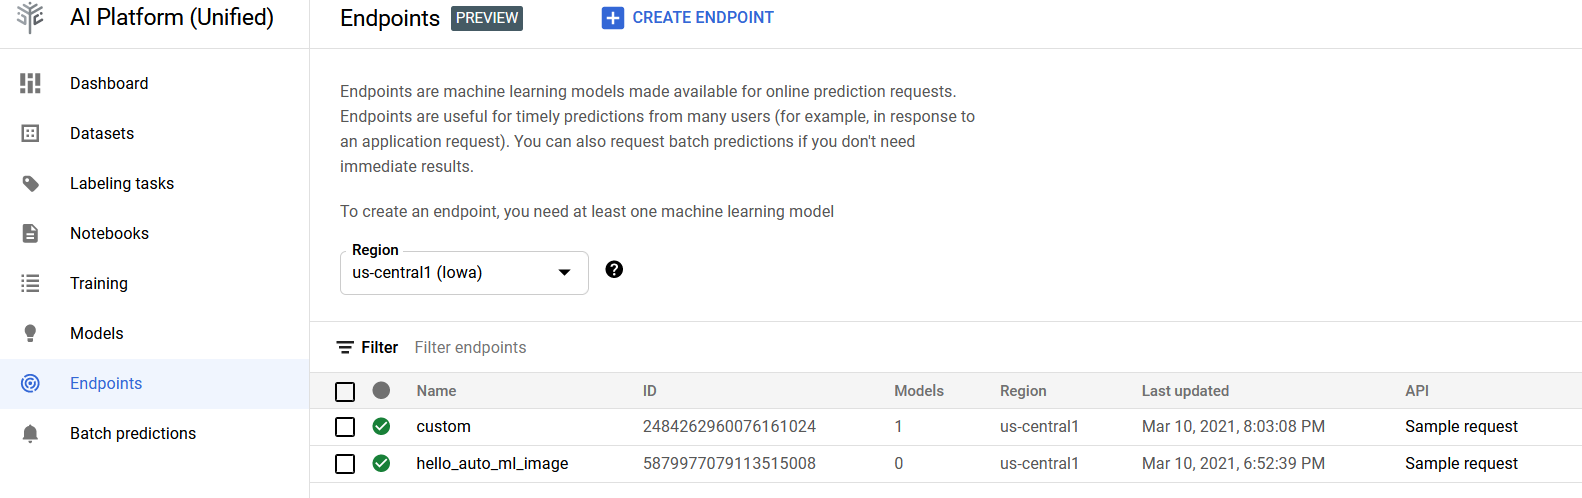 AI Platform (Unified)
Endpoints PREVIEW CREATE ENDPOINT
Dashboard
Datasets
Labeling tasks
Notebooks
Training
Models
Endpoints
Batch predictions
Endpoints are machine learning models made available for online prediction requests.
Endpoints are useful for timely predictions from many users (for example, in response to
an application request). You can also request batch predictions if you don't need
immediate results.
To create an endpoint, you need at least one machine learning model
Region
us-central1 (Iowa)
Filter Filter endpoints
Name ID Models Region Last updated API
custom 2484262960076161024 1 us-central1 Mar 10, 2021, 8:03:08 PM Sample request
hello_auto_ml_image 5879977079113515008 0 us-central1 Mar 10, 2021, 6:52:39 PM Sample request